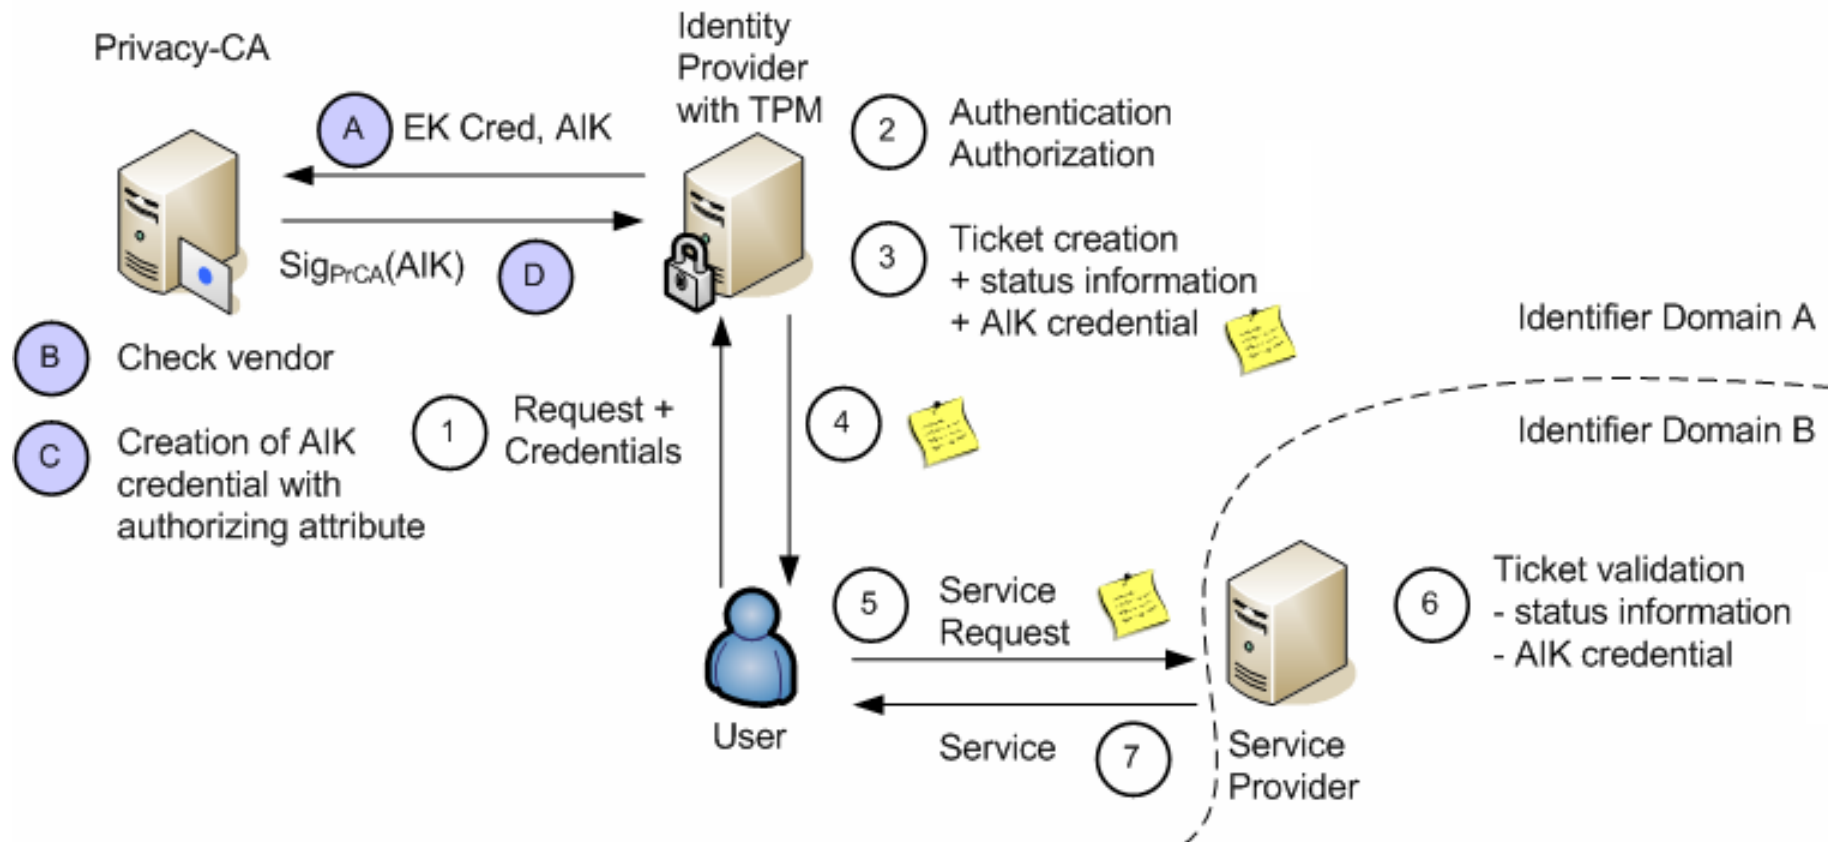 Privacy-CA
Identity
Provider
with TPM
A
EK Cred, AIK
2
Authentication
Authorization
SigPrCA(AIK)
D
3
Ticket creation
+ status information
+ AIK credential
Identifier Domain A
B
Check vendor
C
Creation of AIK
credential with
authorizing attribute
1
Request +
Credentials
4
Identifier Domain B
5
Service
Request
6
Ticket validation
- status information
- AIK credential
User
Service
7
Service
Provider